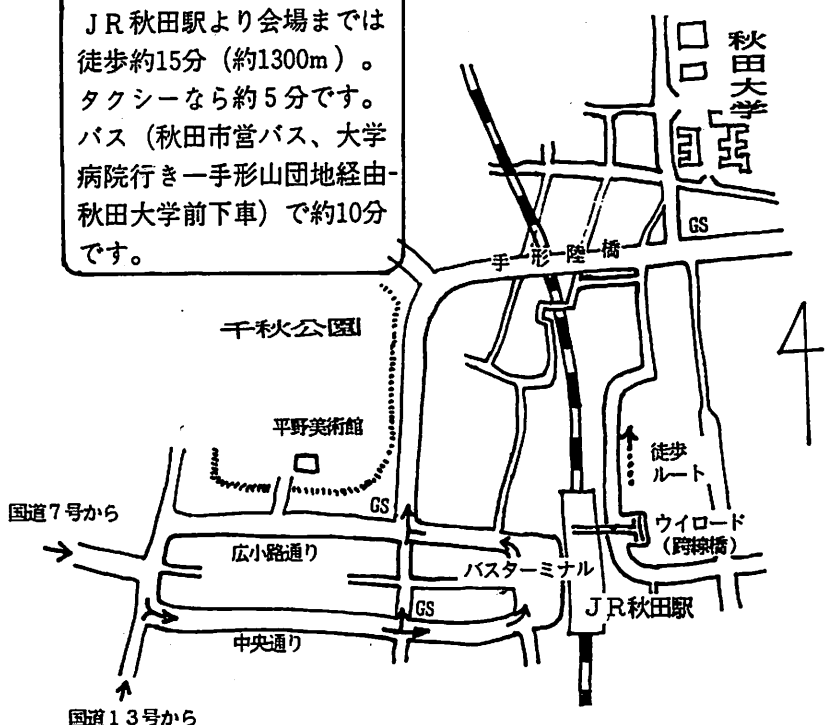 JR秋田駅より会場までは
徒歩約15分(約1300m)。
タクシーなら約5分です。
バス(秋田市営バス、大学
病院行き―手形山団地経由-
秋田大学前下車)で約10分
です。
秋田大学
GS
手形陸橋
千秋公園
平野美術館
徒歩
ルート
国道7号から
GS
ウイロード
(跨線橋)
広小路通り
バスターミナル
GS
JR秋田駅
中央通り
国道13号から